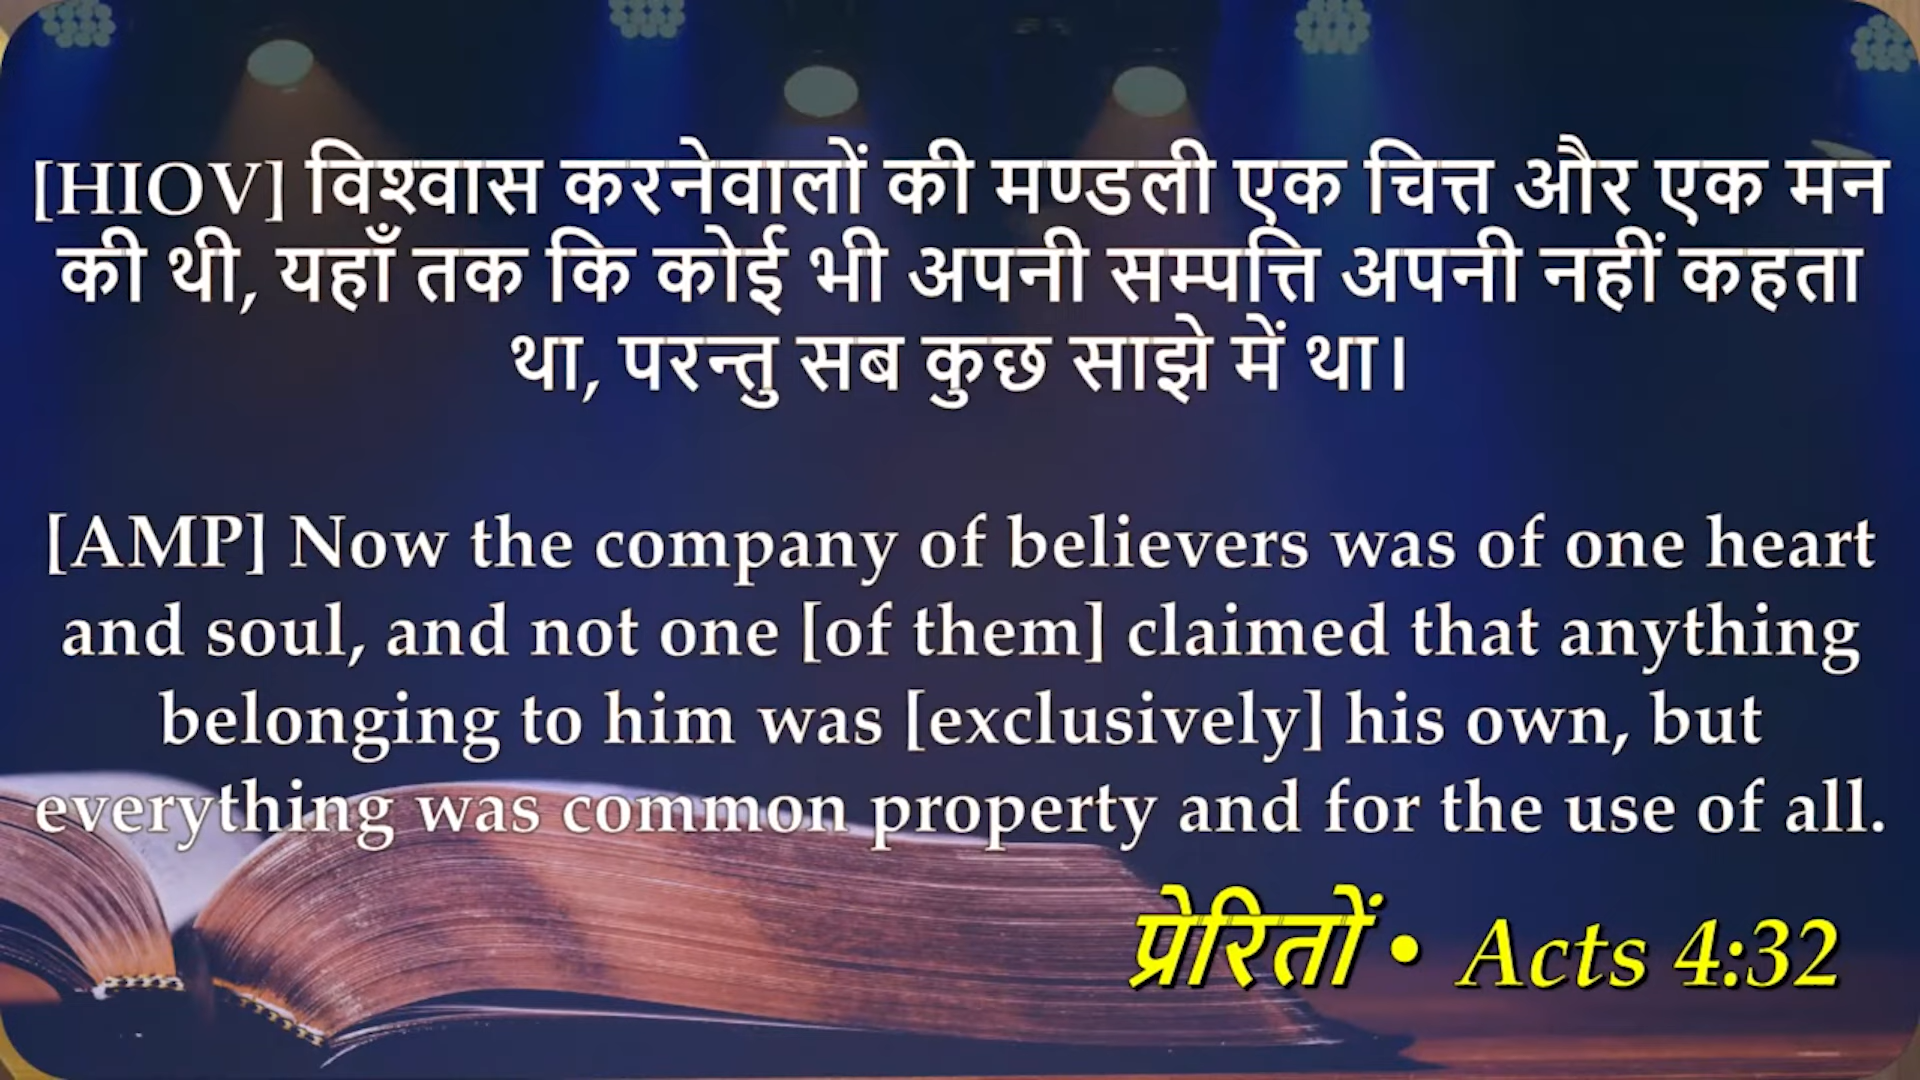 [HIOV] विश्वास करनेवालों की मण्डली एक चित्त और एक मन
की थी, यहाँ तक कि कोई भी अपनी सम्पत्ति अपनी नहीं कहता
था, परन्तु सब कुछ साझे में था।
[AMP] Now the company of believers was of one heart
and soul, and not one [of them] claimed that anything
belonging to him was [exclusively] his own, but
everything was common property and for the use of all.
प्रेरितों • Acts 4:32